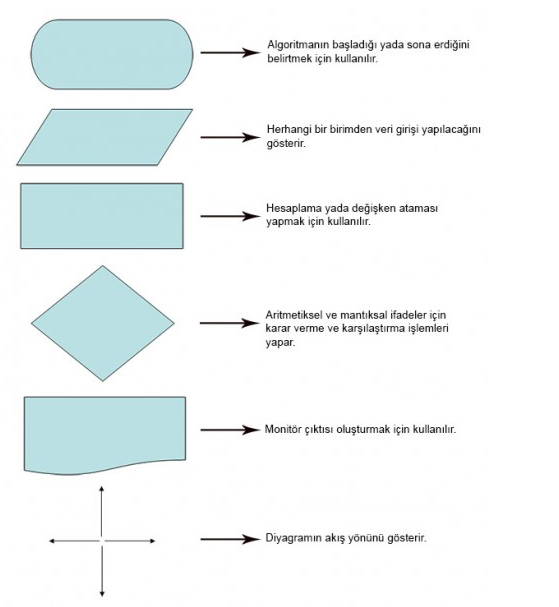 Algoritmanın başladığı yada sona erdiğini
belirtmek için kullanılır.
Herhangi bir birimden veri girişi yapılacağını
gösterir.
Hesaplama yada değişken ataması
yapmak için kullanılır.
Aritmetiksel ve mantıksal ifadeler için
karar verme ve karşılaştırma işlemleri
yapar.
Monitör çıktısı oluşturmak için kullanılır.
Diyagramın akış yönünü gösterir.